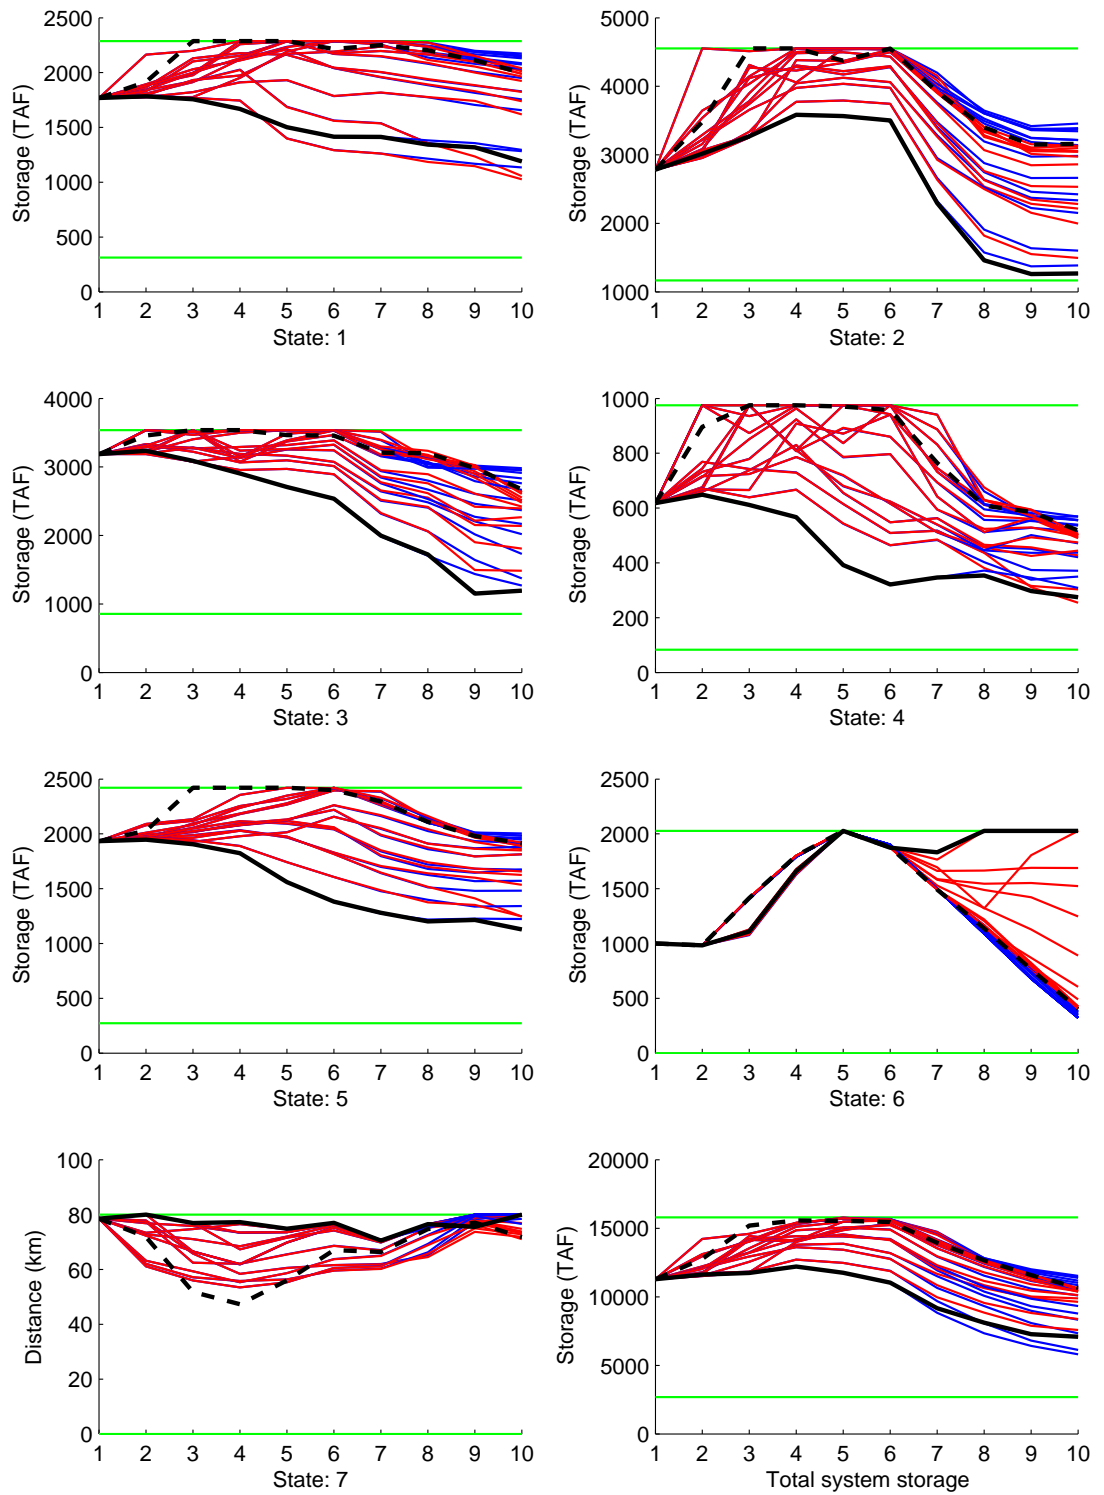 2500
2000
1500
1000
500
0
Storage (TAF)
1 2 3 4 5 6 7 8 9 10
State: 1
5000
4000
3000
2000
1000
Storage (TAF)
1 2 3 4 5 6 7 8 9 10
State: 2
4000
3000
2000
1000
0
Storage (TAF)
1 2 3 4 5 6 7 8 9 10
State: 3
1000
800
600
400
200
0
Storage (TAF)
1 2 3 4 5 6 7 8 9 10
State: 4
2500
2000
1500
1000
500
0
Storage (TAF)
1 2 3 4 5 6 7 8 9 10
State: 5
2500
2000
1500
1000
500
0
Storage (TAF)
1 2 3 4 5 6 7 8 9 10
State: 6
100
80
60
40
20
0
Distance (km)
1 2 3 4 5 6 7 8 9 10
State: 7
20000
15000
10000
5000
0
Storage (TAF)
1 2 3 4 5 6 7 8 9 10
Total system storage